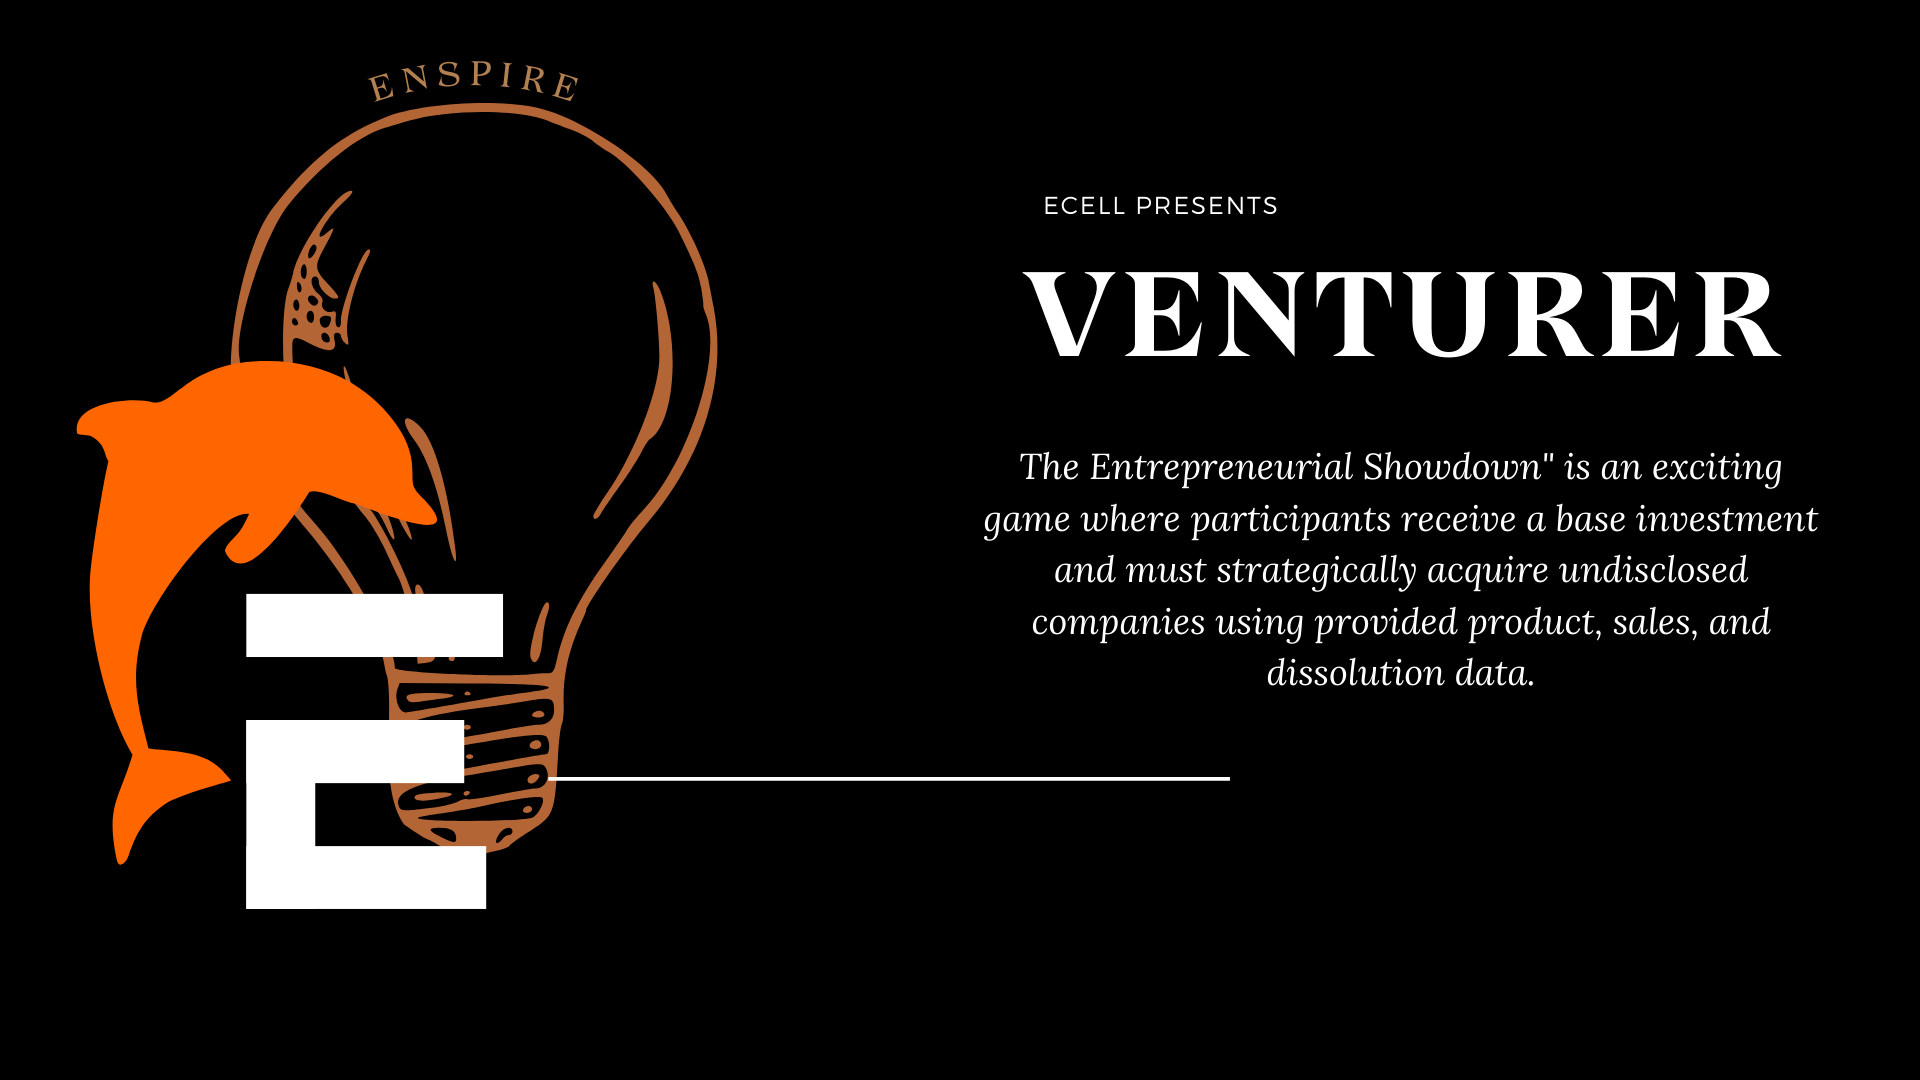 ENSPIRE
ECELL PRESENTS
VENTURER
The Entrepreneurial Showdown" is an exciting
game where participants receive a base investment
and must strategically acquire undisclosed
companies using provided product, sales, and
dissolution data.
E